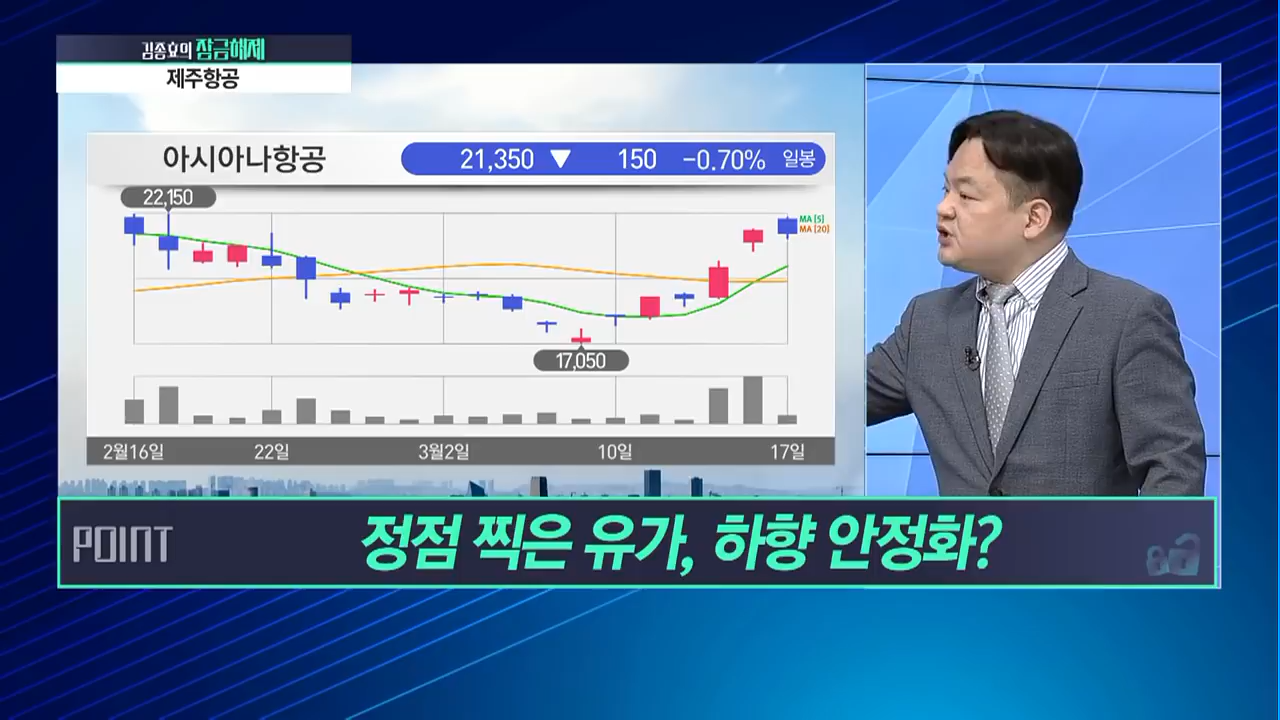 김종효의 잠금해제
제주항공
아시아나항공
21,350 ▼ 150 -0.70% 일봉
22,150
MA [5]
MA [20]
17,050
2월16일 22일 3월2일 10일 17일
POINT
정점 찍은 유가, 하향 안정화?